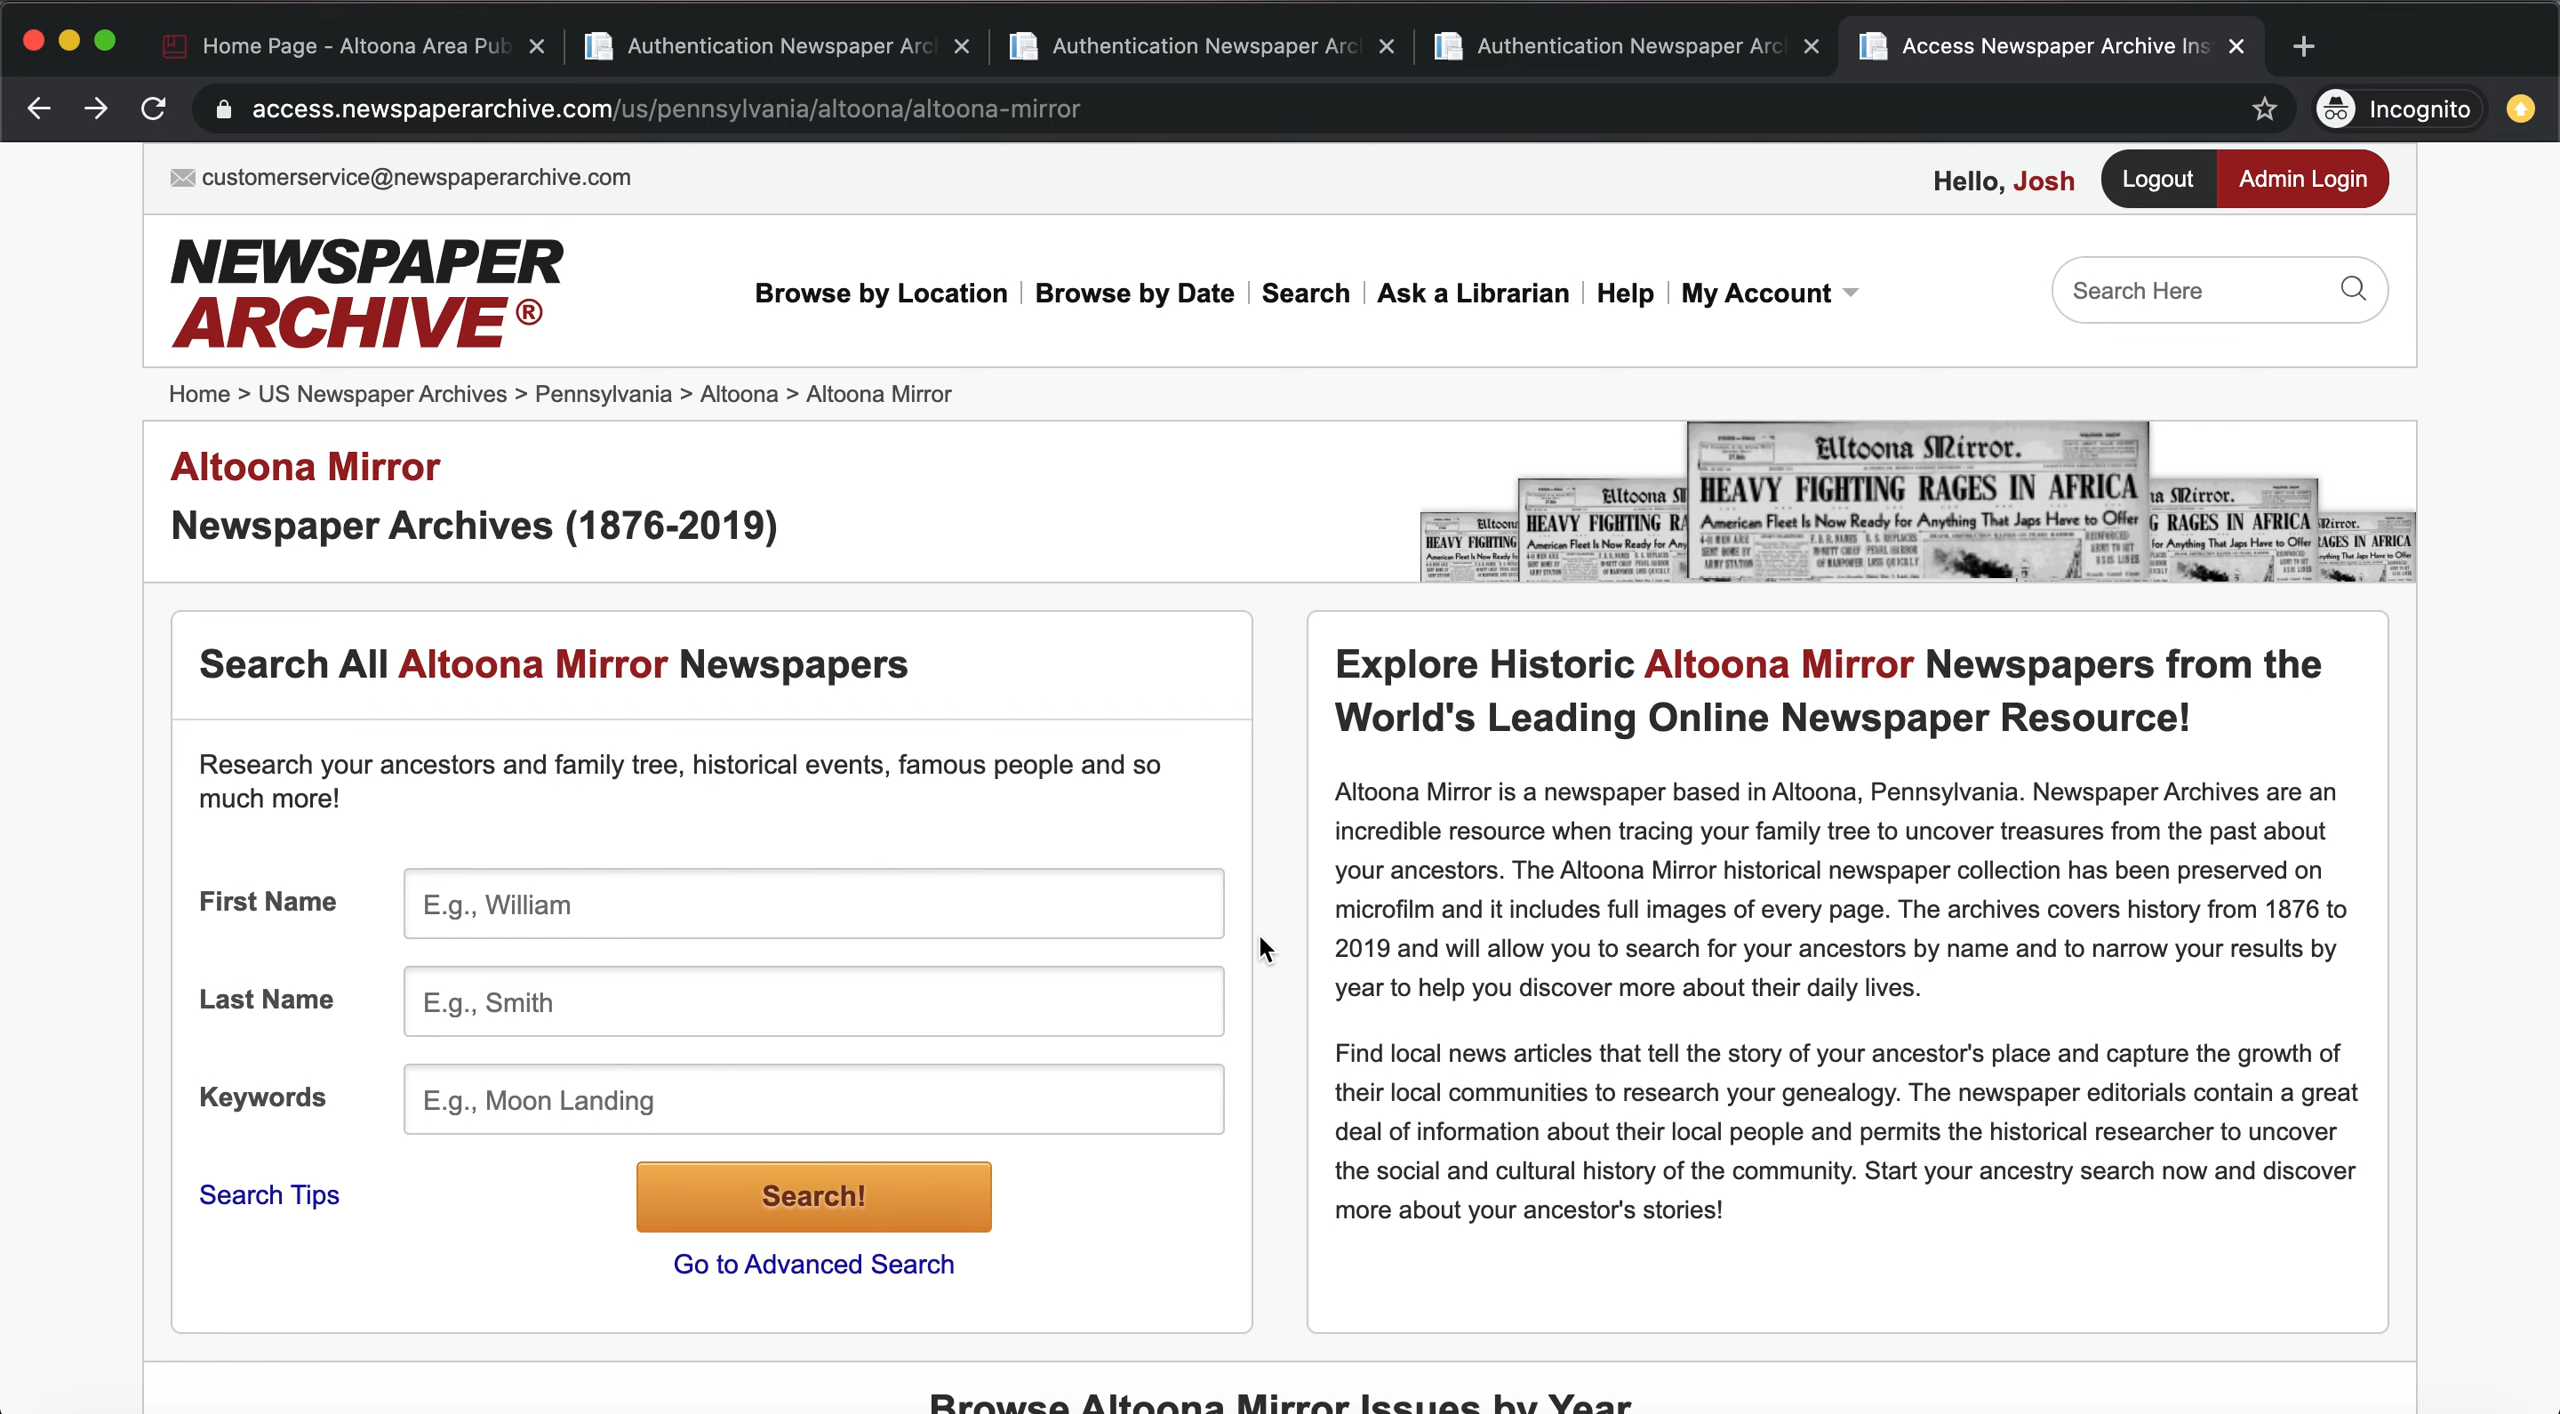 Home Page - Altoona Area Pub
Authentication Newspaper Arc
Authentication Newspaper Arc
Authentication Newspaper Arc
Access Newspaper Archive Ins
access.newspaperarchive.com/us/pennsylvania/altoona/altoona-mirror
Incognito
customerservice@newspaperarchive.com
Hello, Josh
Logout
Admin Login
NEWSPAPER
ARCHIVE®
Browse by Location
Browse by Date
Search
Ask a Librarian
Help
My Account
Search Here
Home > US Newspaper Archives > Pennsylvania > Altoona > Altoona Mirror
Altoona Mirror
Newspaper Archives (1876-2019)
Altoona Mirror.
HEAVY FIGHTING RAGES IN AFRICA
American Fleet Is Now Ready for Anything That Japs Have to Offer
Search All Altoona Mirror Newspapers
Research your ancestors and family tree, historical events, famous people and so
much more!
First Name
E.g., William
Last Name
E.g., Smith
Keywords
E.g., Moon Landing
Search Tips
Search!
Go to Advanced Search
Explore Historic Altoona Mirror Newspapers from the
World's Leading Online Newspaper Resource!
Altoona Mirror is a newspaper based in Altoona, Pennsylvania. Newspaper Archives are an
incredible resource when tracing your family tree to uncover treasures from the past about
your ancestors. The Altoona Mirror historical newspaper collection has been preserved on
microfilm and it includes full images of every page. The archives covers history from 1876 to
2019 and will allow you to search for your ancestors by name and to narrow your results by
year to help you discover more about their daily lives.
Find local news articles that tell the story of your ancestor's place and capture the growth of
their local communities to research your genealogy. The newspaper editorials contain a great
deal of information about their local people and permits the historical researcher to uncover
the social and cultural history of the community. Start your ancestry search now and discover
more about your ancestor's stories!
Browse Altoona Mirror Issues by Year